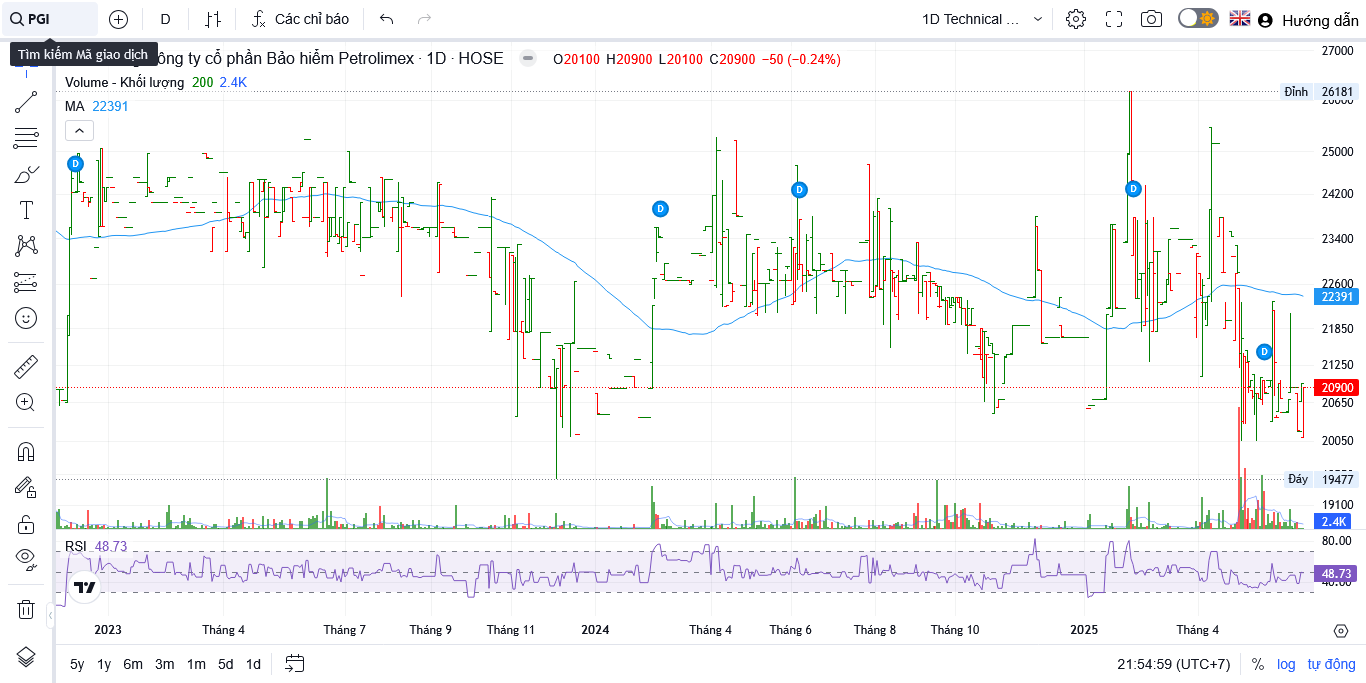 PGI
D
Các chỉ báo
1D Technical ...
Hướng dẫn
Tìm kiếm Mã giao dịch
ông ty cổ phần Bảo hiểm Petrolimex · 1D · HOSE
O20100 H20900 L20100 C20900 −50 (−0.24%)
Volume - Khối lượng 200 2.4K
MA 22391
27000
Đỉnh 26181
26000
25000
24200
23400
22600
22391
21850
21250
20900
20650
20050
Đáy 19477
19100
2.4K
D
D
D
D
D
RSI 48.73
80.00
48.73
40.00
2023
Tháng 4
Tháng 7
Tháng 9
Tháng 11
2024
Tháng 4
Tháng 6
Tháng 8
Tháng 10
2025
Tháng 4
5y 1y 6m 3m 1m 5d 1d
21:54:59 (UTC+7)
% log tự động